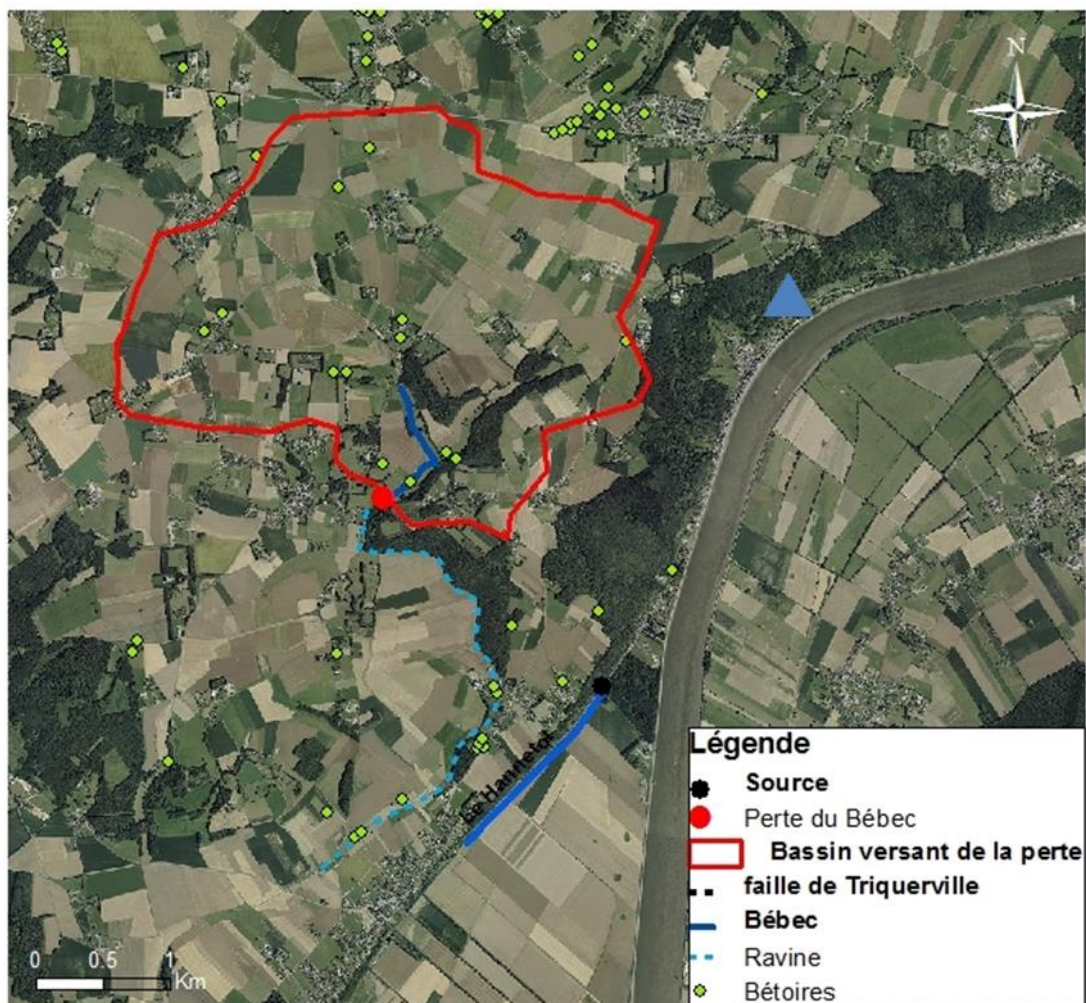 N
Le Hannetot
Légende
Source
Perte du Bébec
Bassin versant de la perte
faille de Triquerville
Bébec
Ravine
Bétoires
0 0.5 1
Km